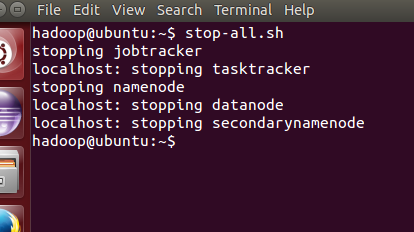 File Edit View Search Terminal Help
hadoop@ubuntu:~$ stop-all.sh
stopping jobtracker
localhost: stopping tasktracker
stopping namenode
localhost: stopping datanode
localhost: stopping secondarynamenode
hadoop@ubuntu:~$